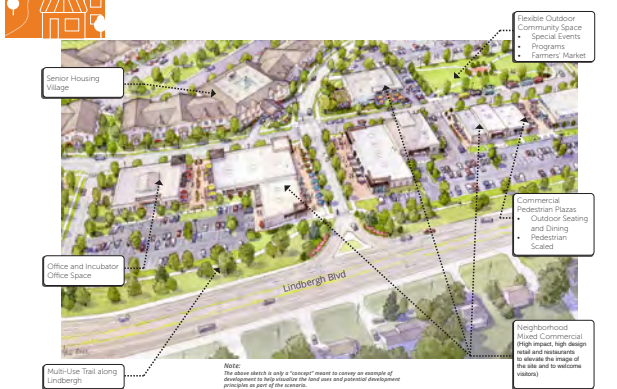 Flexible Outdoor
Community Space
• Special Events
• Programs
• Farmers' Market
Senior Housing
Village
Commercial
Pedestrian Plazas
• Outdoor Seating
and Dining
• Pedestrian
Scaled
Office and Incubator
Office Space
Lindbergh Blvd
Neighborhood
Mixed Commercial
(High impact, high design
retail and restaurants
to elevate the image of
the site and to welcome
visitors)
Multi-Use Trail along
Lindbergh
Note:
The above sketch is only a "concept" meant to convey an example of
development to help visualize the land uses and potential development
principles as part of the scenario.